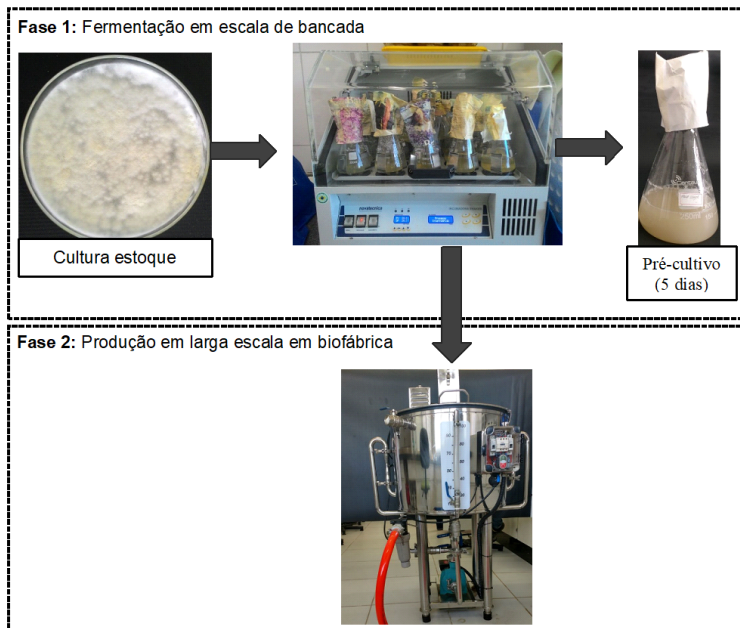 Fase 1: Fermentação em escala de bancada
Cultura estoque
Pré-cultivo
(5 dias)
Fase 2: Produção em larga escala em biofábrica